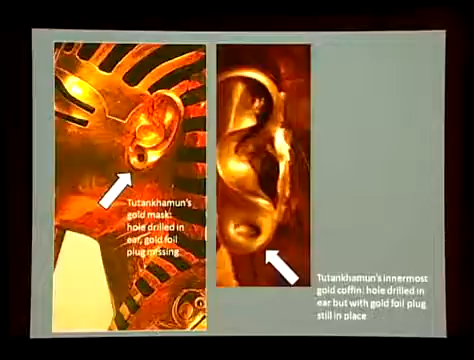 Tutankhamun's
gold mask:
hole drilled in
ear, gold foil
plug missing
Tutankhamun's innermost
gold coffin: hole drilled in
ear but with gold foil plug
still in place